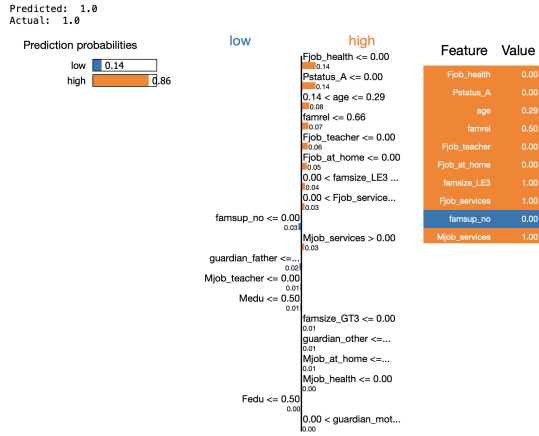 Predicted: 1.0
Actual: 1.0
Prediction probabilities
low 0.14
high 0.86
low high
Fjob_health <= 0.00
0.14
Pstatus_A <= 0.00
0.14
0.14 < age <= 0.29
0.08
famrel <= 0.66
0.07
Fjob_teacher <= 0.00
0.06
Fjob_at_home <= 0.00
0.05
0.00 < famsize_LE3 ...
0.04
0.00 < Fjob_service...
0.03
famsup_no <= 0.00
0.03
Mjob_services > 0.00
0.03
guardian_father <=...
0.02
Mjob_teacher <= 0.00
0.01
Medu <= 0.50
0.01
famsize_GT3 <= 0.00
0.01
guardian_other <=...
0.01
Mjob_at_home <=...
0.01
Mjob_health <= 0.00
0.00
Fedu <= 0.50
0.00
0.00 < guardian_mot...
0.00
Feature Value
Fjob_health 0.00
Pstatus_A 0.00
age 0.29
famrel 0.50
Fjob_teacher 0.00
Fjob_at_home 0.00
famsize_LE3 1.00
Fjob_services 1.00
famsup_no 0.00
Mjob_services 1.00